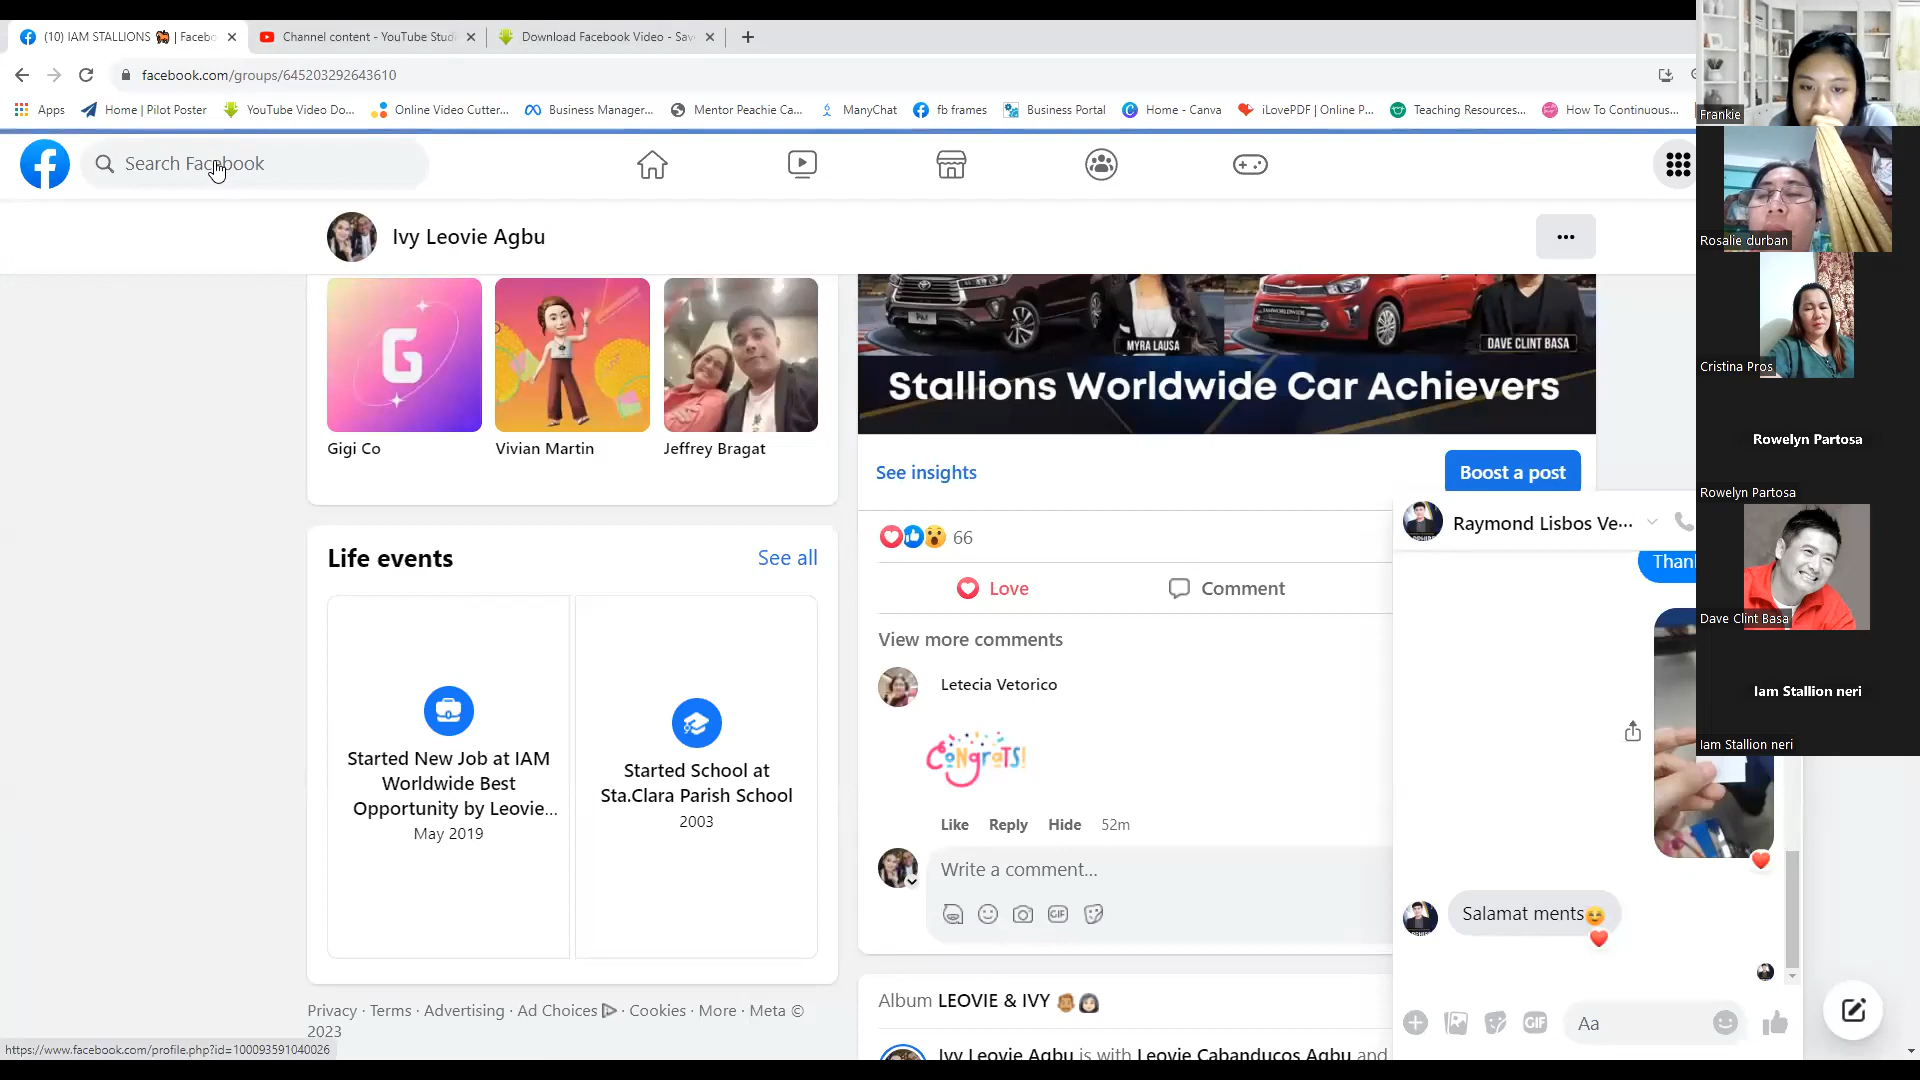 (10) IAM STALLIONS | Facebo
Channel content - YouTube Stud
Download Facebook Video - Sav
facebook.com/groups/645203292643610
Apps
Home | Pilot Poster
YouTube Video Do...
Online Video Cutter...
Business Manager...
Mentor Peachie Ca...
ManyChat
fb frames
Business Portal
Home - Canva
iLovePDF | Online P...
Teaching Resources...
How To Continuous...
Search Facebook
Ivy Leovie Agbu
G
Gigi Co
Vivian Martin
Jeffrey Bragat
Life events
See all
Started New Job at IAM
Worldwide Best
Opportunity by Leovie...
May 2019
Started School at
Sta.Clara Parish School
2003
Privacy · Terms · Advertising · Ad Choices · Cookies · More · Meta ©
2023
https://www.facebook.com/profile.php?id=100093591040026
MYRA LAUSA
DAVE CLINT BASA
Stallions Worldwide Car Achievers
See insights
Boost a post
66
Love
Comment
View more comments
Letecia Vetorico
CONgraTS!
Like Reply Hide 52m
Write a comment...
GIF
Album LEOVIE & IVY
Ivy Leovie Agbu is with Leovie Cabanducos Agbu and
Raymond Lisbos Ve...
Than
Salamat ments
GIF
Aa
Frankie
Rosalie durban
Cristina Pros
Rowelyn Partosa
Rowelyn Partosa
Dave Clint Basa
Iam Stallion neri
Iam Stallion neri